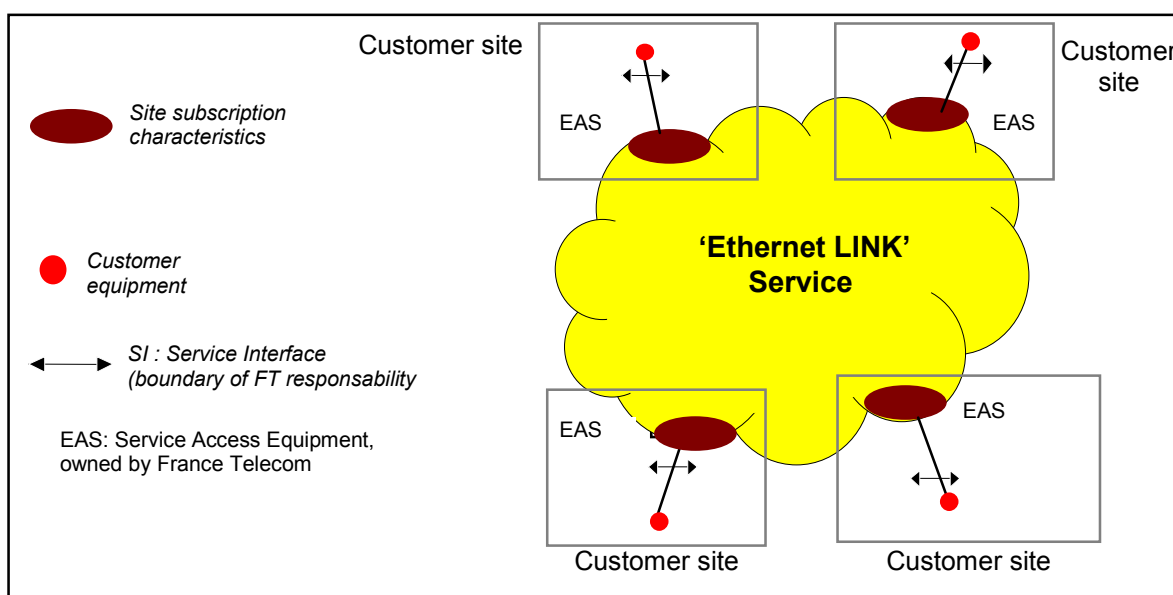 Customer site
Customer
site
Site subscription
characteristics
EAS
EAS
‘Ethernet LINK’
Service
Customer
equipment
SI : Service Interface
(boundary of FT responsability
EAS: Service Access Equipment,
owned by France Telecom
EAS
EAS
Customer site
Customer site